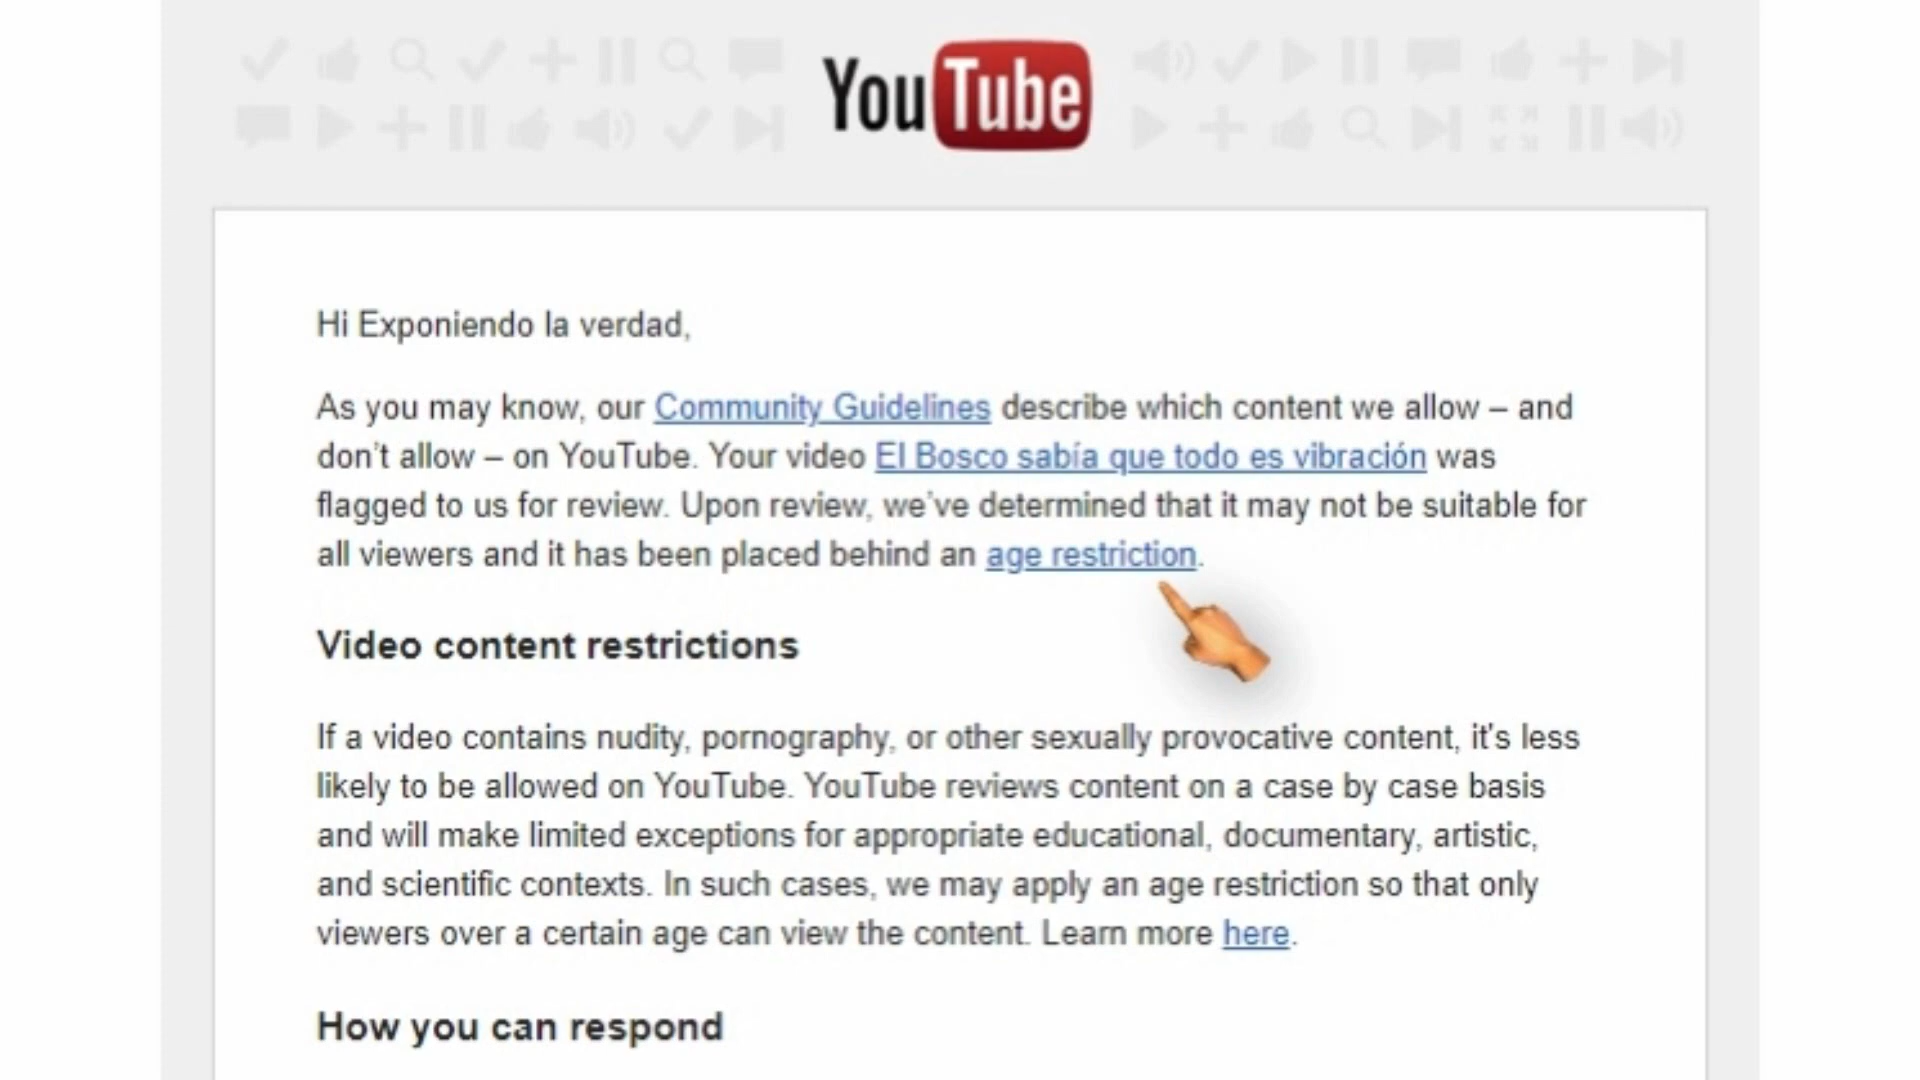 YouTube
Hi Exponiendo la verdad,
As you may know, our Community Guidelines describe which content we allow – and
don't allow – on YouTube. Your video El Bosco sabía que todo es vibración was
flagged to us for review. Upon review, we've determined that it may not be suitable for
all viewers and it has been placed behind an age restriction.
Video content restrictions
If a video contains nudity, pornography, or other sexually provocative content, it's less
likely to be allowed on YouTube. YouTube reviews content on a case by case basis
and will make limited exceptions for appropriate educational, documentary, artistic,
and scientific contexts. In such cases, we may apply an age restriction so that only
viewers over a certain age can view the content. Learn more here.
How you can respond